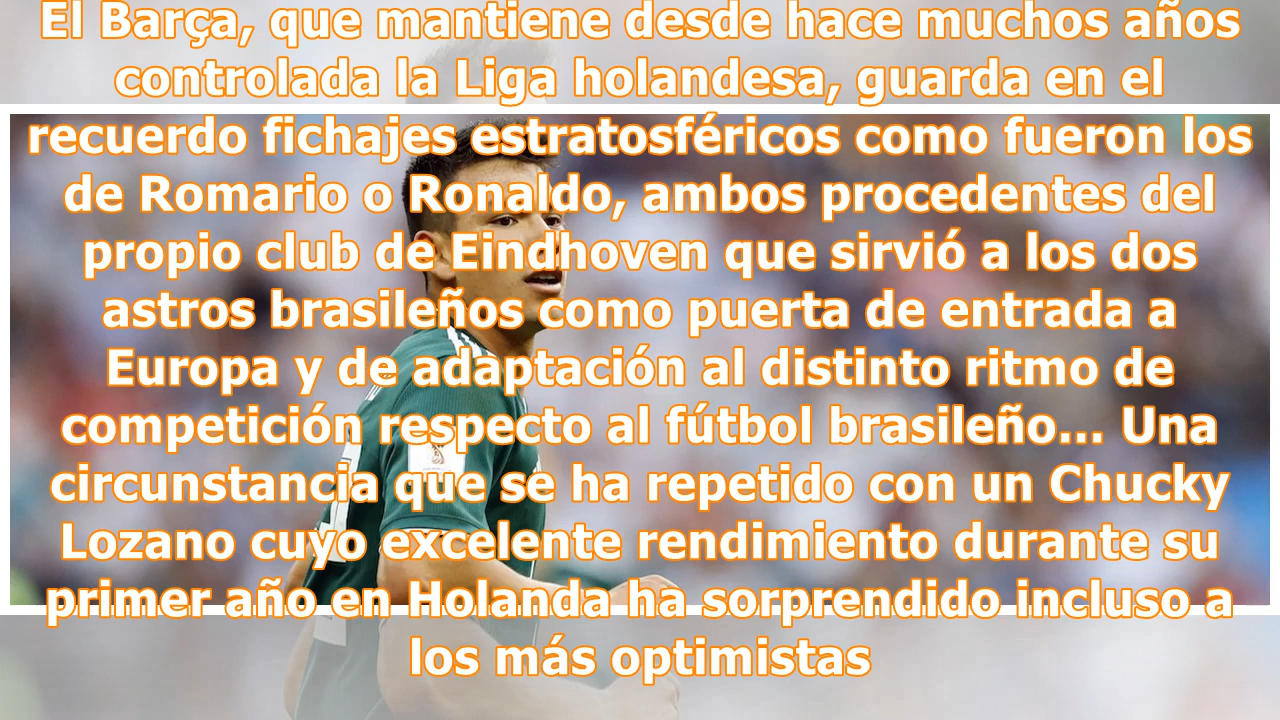 El Barça, que mantiene desde hace muchos años
controlada la Liga holandesa, guarda en el
recuerdo fichajes estratosféricos como fueron los
de Romario o Ronaldo, ambos procedentes del
propio club de Eindhoven que sirvió a los dos
astros brasileños como puerta de entrada a
Europa y de adaptación al distinto ritmo de
competición respecto al fútbol brasileño... Una
circunstancia que se ha repetido con un Chucky
Lozano cuyo excelente rendimiento durante su
primer año en Holanda ha sorprendido incluso a
los más optimistas